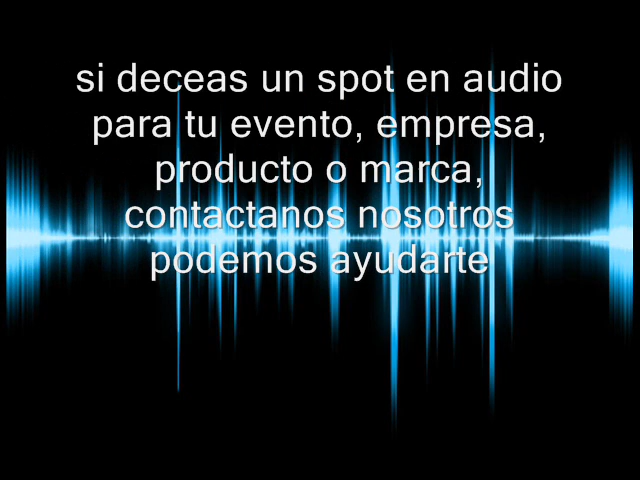 si deceas un spot en audio
para tu evento, empresa,
producto o marca,
contactanos nosotros
podemos ayudarte